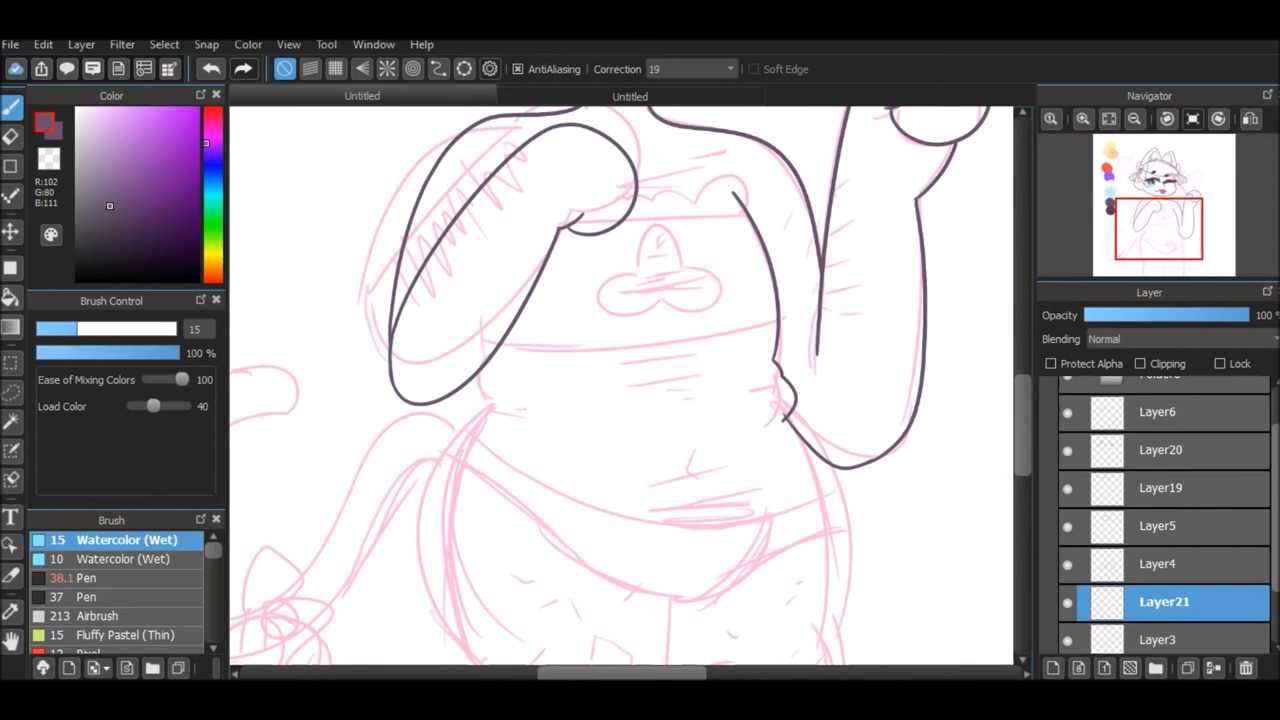 File Edit Layer Filter Select Snap Color View Tool Window Help
AntiAliasing Correction 19 Soft Edge
Color
Untitled Untitled
Navigator
R:102
G:80
B:111
Brush Control
15
100 %
Ease of Mixing Colors 100
Load Color 40
Layer
Opacity 100 %
Blending Normal
Protect Alpha Clipping Lock
Layer6
Layer20
Layer19
Layer5
Layer4
Layer21
Layer3
Brush
15 Watercolor (Wet)
10 Watercolor (Wet)
38.1 Pen
37 Pen
213 Airbrush
15 Fluffy Pastel (Thin)